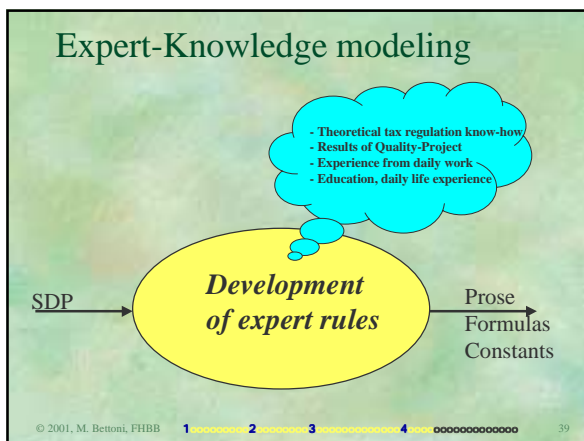 Expert-Knowledge modeling
- Theoretical tax regulation know-how
- Results of Quality-Project
- Experience from daily work
- Education, daily life experience
Development
of expert rules
SDP
Prose
Formulas
Constants
© 2001, M. Bettoni, FHBB
1 2 3 4
39